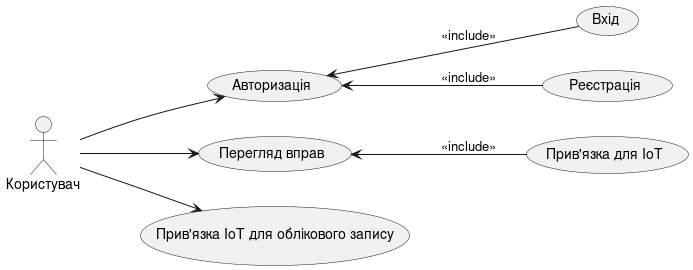 Вхід
«include»
Авторизація
«include»
Реєстрація
Користувач
Перегляд вправ
«include»
Прив'язка для IoT
Прив'язка IoT для облікового запису